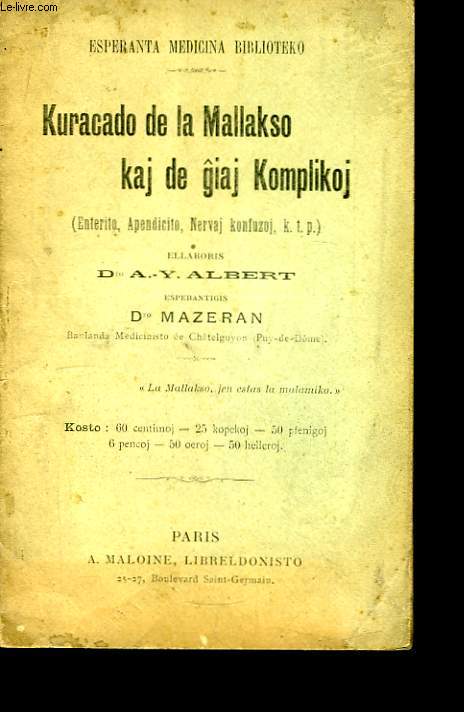 Le-livre.com
ESPERANTA MEDICINA BIBLIOTEKO
Kuracado de la Mallakso
kaj de ĝiaj Komplikoj
(Enterito, Apendicito, Nervaj konfuzoj, k. t. p.)
ELLABORIS
Dro A.-Y. ALBERT
ESPERANTIGIS
Dro MAZERAN
Banlanda Medicinisto de Châtelguyon (Puy-de-Dôme).
« La Mallakso, jen estas la malamiko. »
Kosto : 60 centimoj — 25 kopekoj — 50 pfenigoj
6 pencoj — 50 oeroj — 50 helleroj.
PARIS
A. MALOINE, LIBRELDONISTO
25-27, Boulevard Saint-Germain.